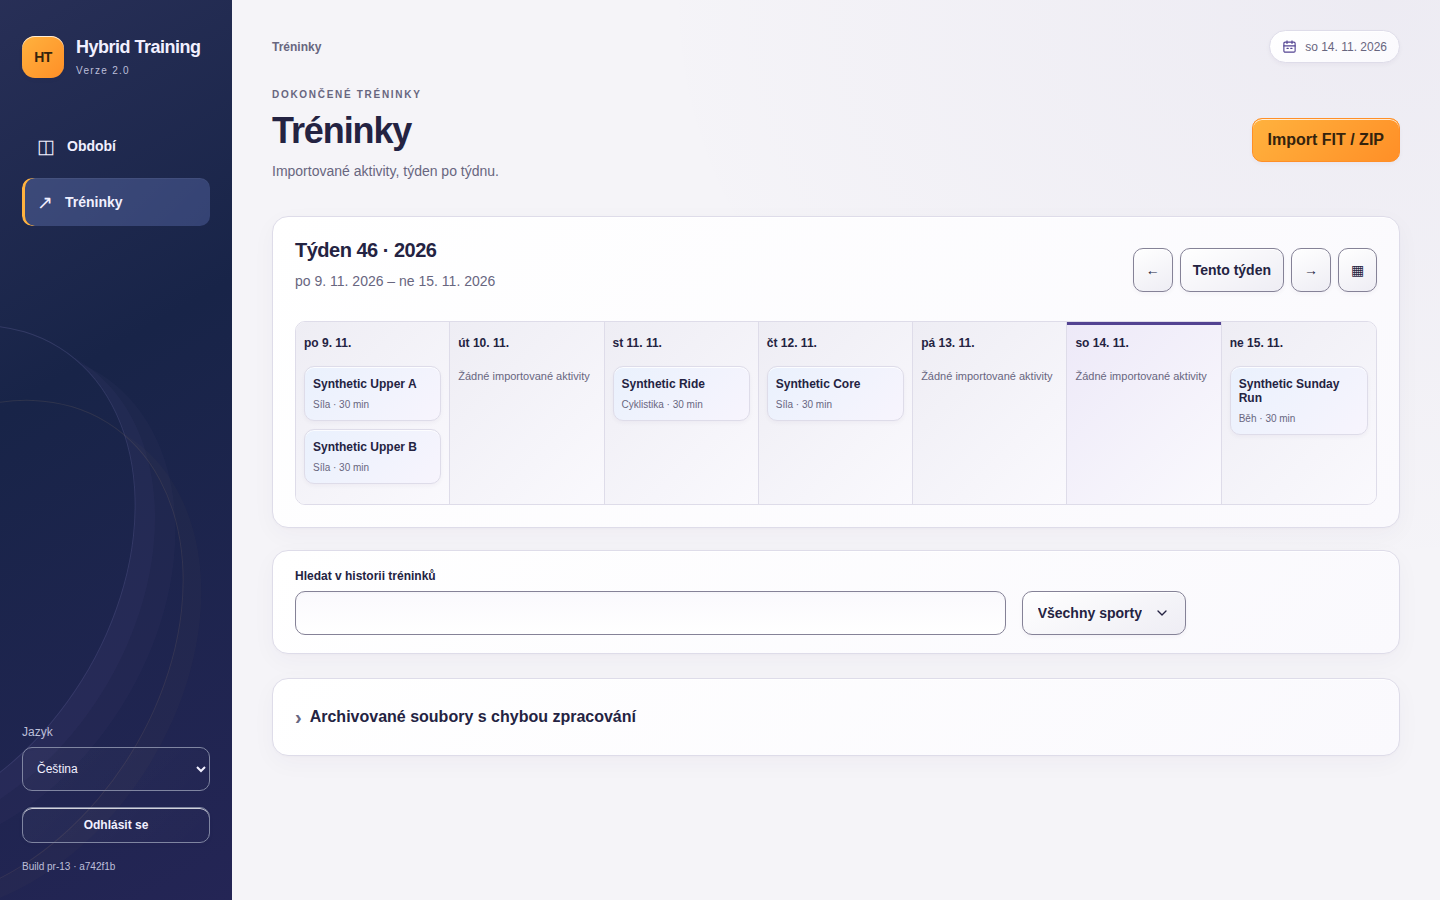 HT
Hybrid Training
Verze 2.0
Období
Tréninky
Jazyk
Čeština
Odhlásit se
Build pr-13 · a742f1b
Tréninky
so 14. 11. 2026
DOKONČENÉ TRÉNINKY
Tréninky
Importované aktivity, týden po týdnu.
Import FIT / ZIP
Týden 46 · 2026
po 9. 11. 2026 – ne 15. 11. 2026
←
Tento týden
→
po 9. 11.
Synthetic Upper A
Síla · 30 min
Synthetic Upper B
Síla · 30 min
út 10. 11.
Žádné importované aktivity
st 11. 11.
Synthetic Ride
Cyklistika · 30 min
čt 12. 11.
Synthetic Core
Síla · 30 min
pá 13. 11.
Žádné importované aktivity
so 14. 11.
Žádné importované aktivity
ne 15. 11.
Synthetic Sunday
Run
Běh · 30 min
Hledat v historii tréninků
Všechny sporty
› Archivované soubory s chybou zpracování